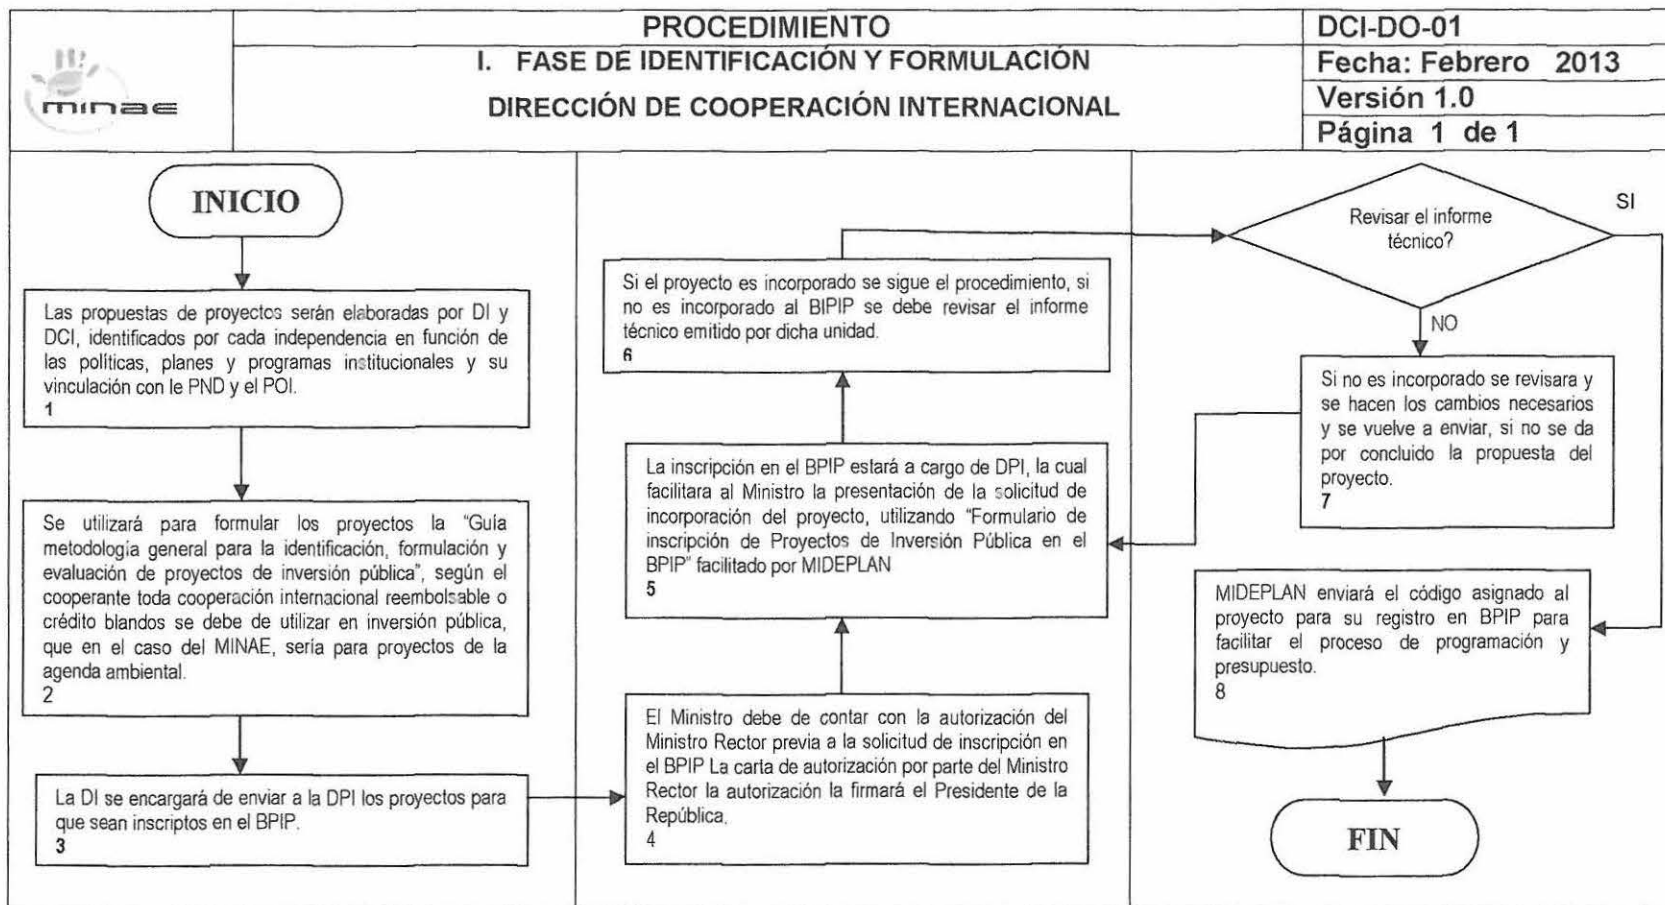 minae
PROCEDIMIENTO
I. FASE DE IDENTIFICACIÓN Y FORMULACIÓN
DIRECCIÓN DE COOPERACIÓN INTERNACIONAL
DCI-DO-01
Fecha: Febrero 2013
Versión 1.0
Página 1 de 1
INICIO
Las propuestas de proyectos serán elaboradas por DI y
DCI, identificados por cada independencia en función de
las políticas, planes y programas institucionales y su
vinculación con le PND y el POI.
1
Se utilizará para formular los proyectos la "Guía
metodología general para la identificación, formulación y
evaluación de proyectos de inversión pública", según el
cooperante toda cooperación internacional reembolsable o
crédito blandos se debe de utilizar en inversión pública,
que en el caso del MINAE, sería para proyectos de la
agenda ambiental.
2
La DI se encargará de enviar a la DPI los proyectos para
que sean inscriptos en el BPIP.
3
Si el proyecto es incorporado se sigue el procedimiento, si
no es incorporado al BIPIP se debe revisar el informe
técnico emitido por dicha unidad.
6
La inscripción en el BPIP estará a cargo de DPI, la cual
facilitara al Ministro la presentación de la solicitud de
incorporación del proyecto, utilizando "Formulario de
inscripción de Proyectos de Inversión Pública en el
BPIP" facilitado por MIDEPLAN
5
El Ministro debe de contar con la autorización del
Ministro Rector previa a la solicitud de inscripción en
el BPIP La carta de autorización por parte del Ministro
Rector la autorización la firmará el Presidente de la
República.
4
Revisar el informe
técnico?
SI
NO
Si no es incorporado se revisara y
se hacen los cambios necesarios
y se vuelve a enviar, si no se da
por concluido la propuesta del
proyecto.
7
MIDEPLAN enviará el código asignado al
proyecto para su registro en BPIP para
facilitar el proceso de programación y
presupuesto.
8
FIN